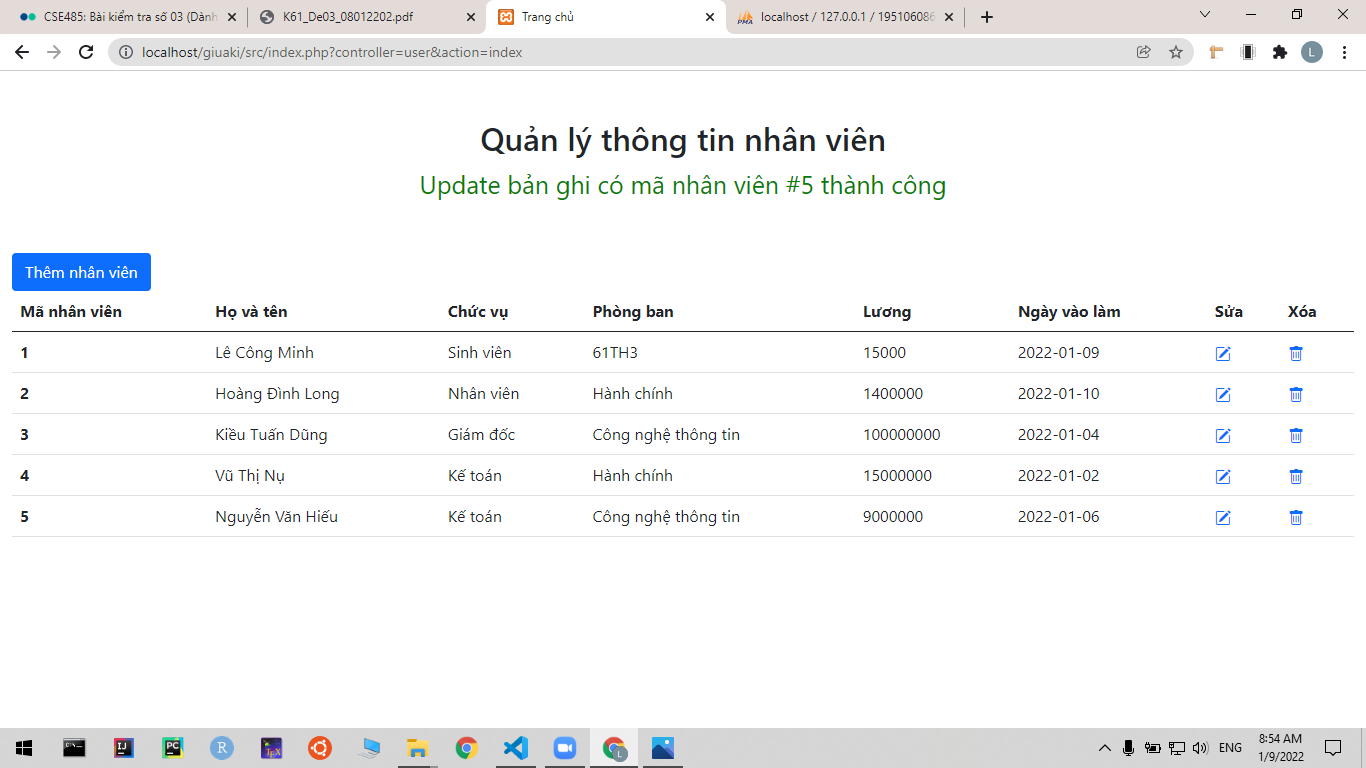 CSE485: Bài kiểm tra số 03 (Dành
K61_De03_08012202.pdf
Trang chủ
localhost / 127.0.0.1 / 195106086
localhost/giuaki/src/index.php?controller=user&action=index
L
Quản lý thông tin nhân viên
Update bản ghi có mã nhân viên #5 thành công
Thêm nhân viên
Mã nhân viên Họ và tên Chức vụ Phòng ban Lương Ngày vào làm Sửa Xóa
1 Lê Công Minh Sinh viên 61TH3 15000 2022-01-09
2 Hoàng Đình Long Nhân viên Hành chính 1400000 2022-01-10
3 Kiều Tuấn Dũng Giám đốc Công nghệ thông tin 100000000 2022-01-04
4 Vũ Thị Nụ Kế toán Hành chính 15000000 2022-01-02
5 Nguyễn Văn Hiếu Kế toán Công nghệ thông tin 9000000 2022-01-06
ENG
8:54 AM
1/9/2022